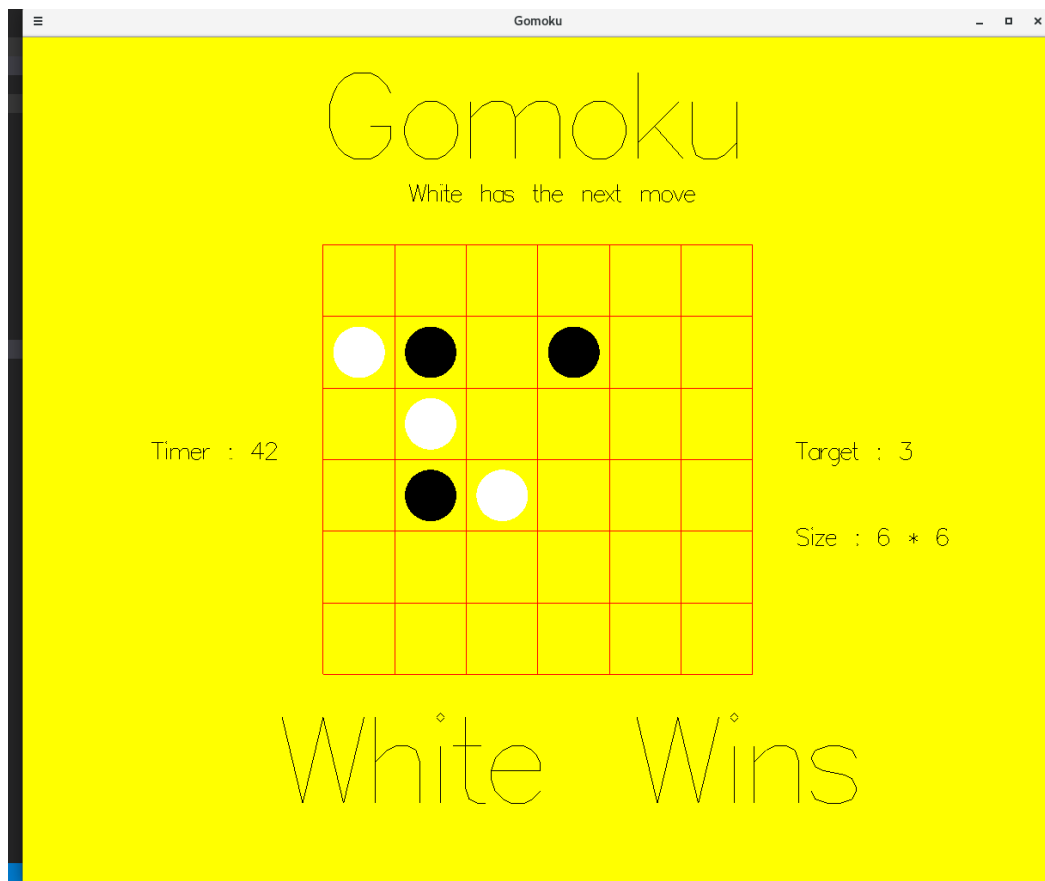 Gomoku
Gomoku
White has the next move
Timer : 42
Target : 3
Size : 6 * 6
White Wins